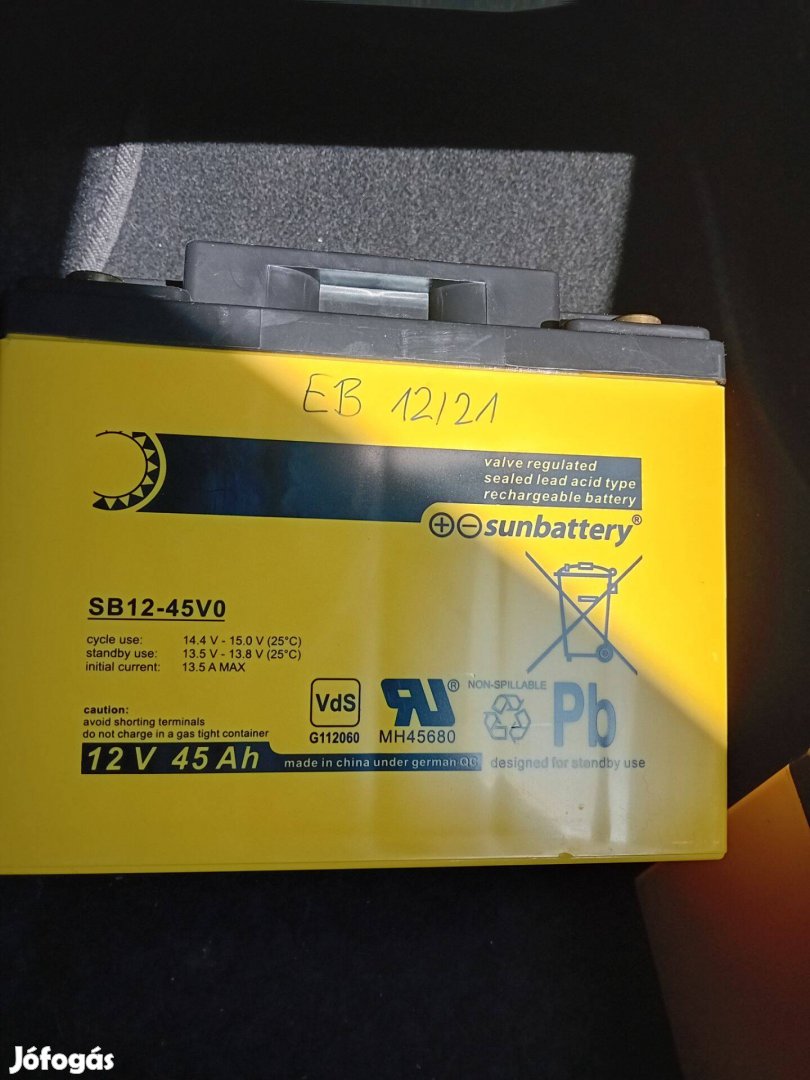 EB 12/21
valve regulated
sealed lead acid type
rechargeable battery
sunbattery®
SB12-45V0
cycle use: 14.4 V - 15.0 V (25°C)
standby use: 13.5 V - 13.8 V (25°C)
initial current: 13.5 A MAX
caution:
avoid shorting terminals
do not charge in a gas tight container
VdS
G112060
®
MH45680
NON-SPILLABLE
Pb
12 V 45 Ah
made in china under german QC
designed for standby use
Jófogás